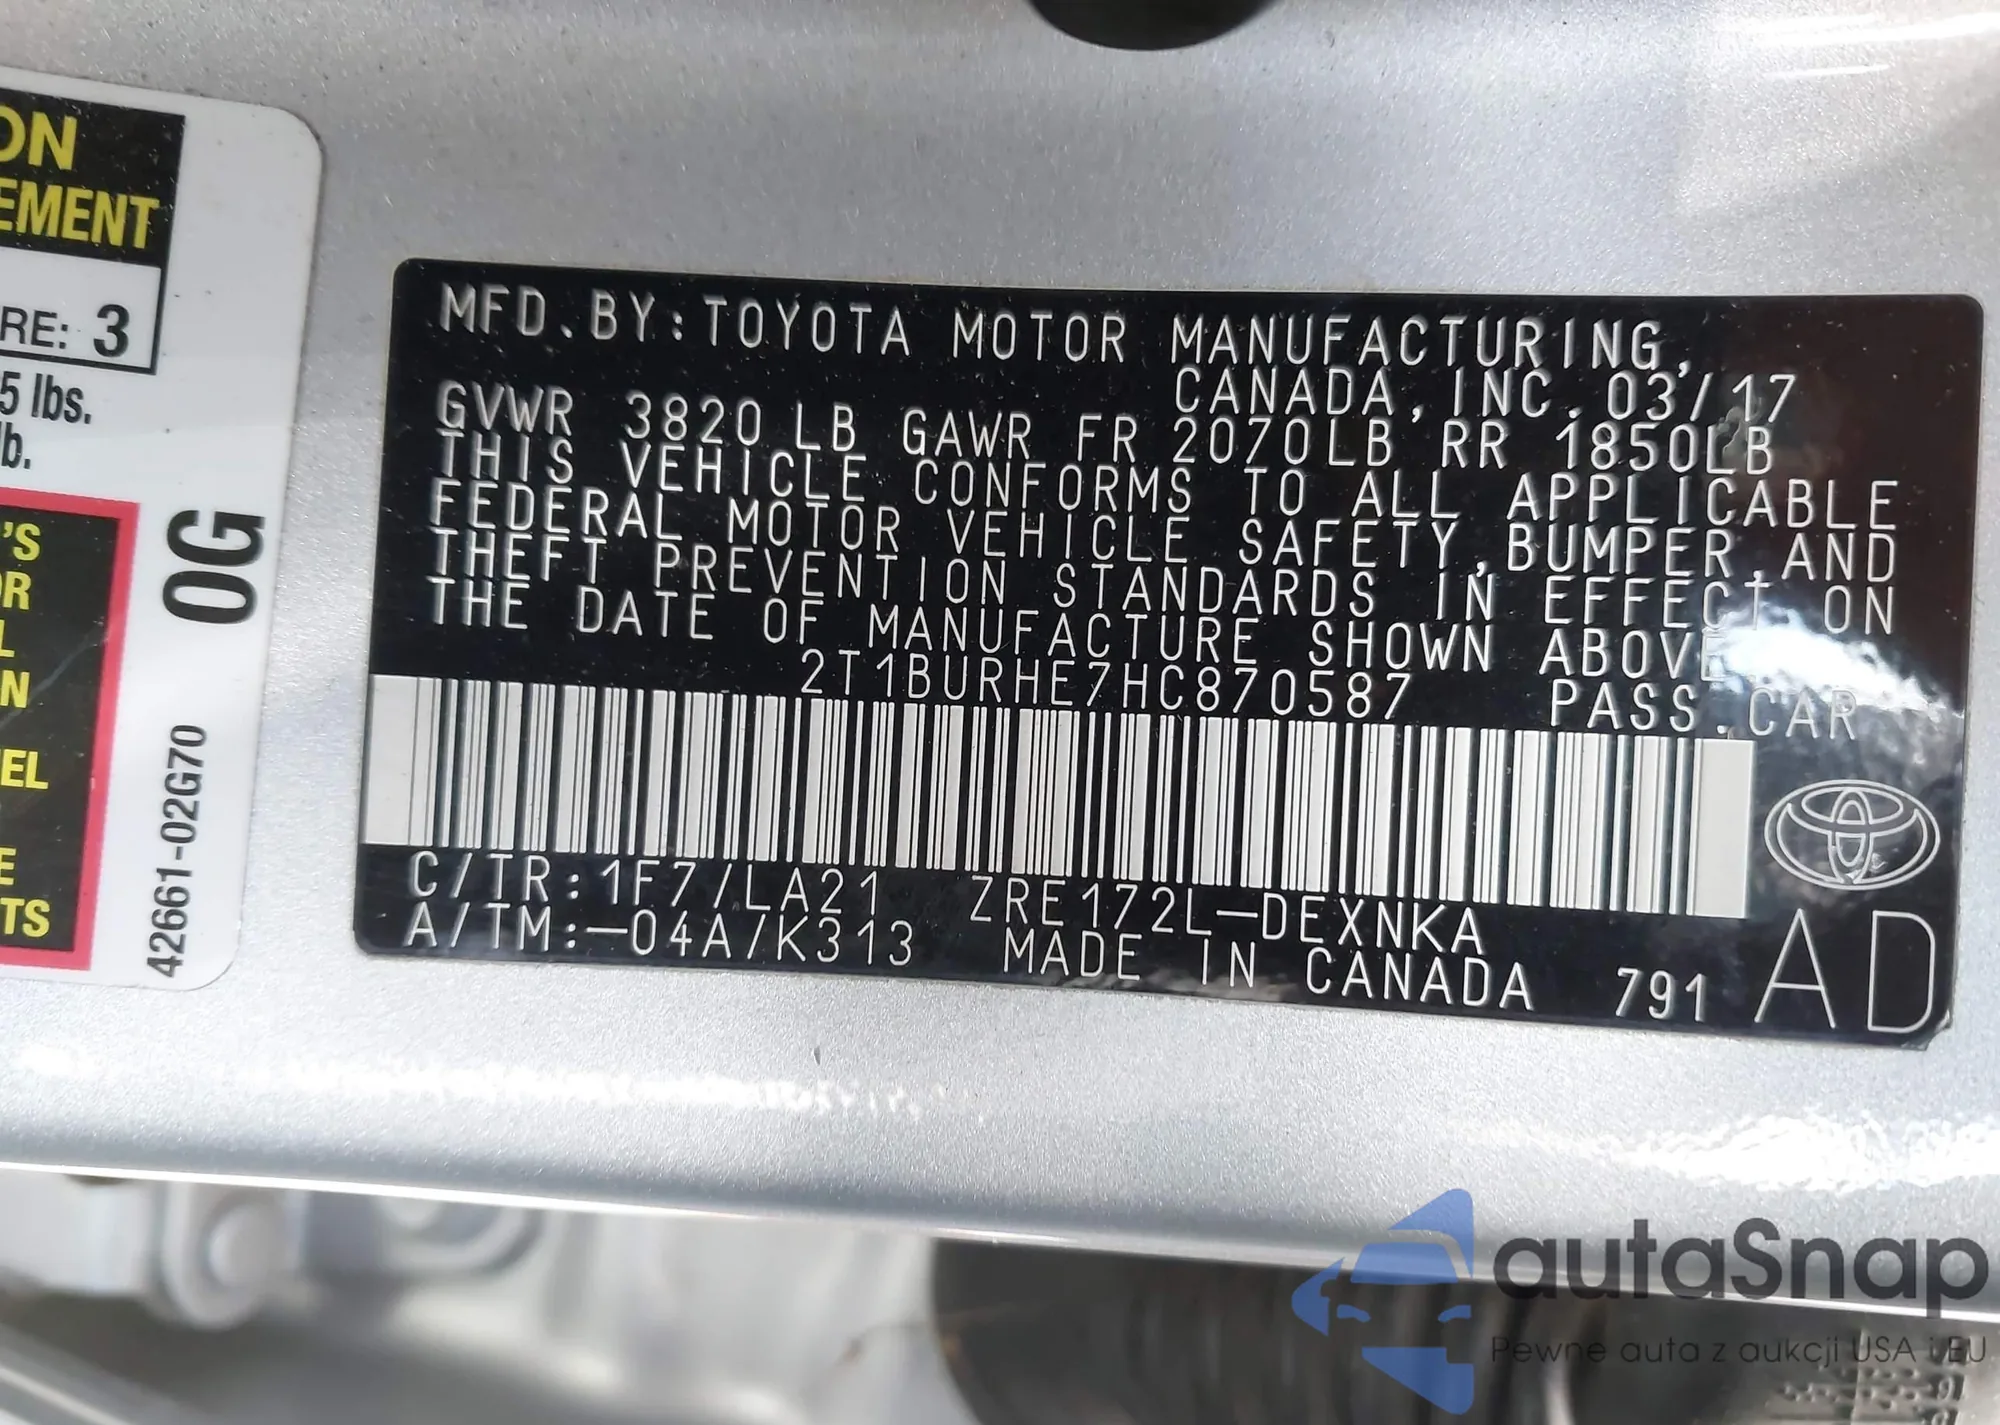 ON
EMENT
RE: 3
5 lbs.
lb.
'S
OR
L
N
EL
E
TS
0G
42661-02G70
MFD.BY:TOYOTA MOTOR MANUFACTURING,
CANADA,INC.03/17
GVWR 3820LB GAWR FR 2070LB RR 1850LB
THIS VEHICLE CONFORMS TO ALL APPLICABLE
FEDERAL MOTOR VEHICLE SAFETY,BUMPER,AND
THEFT PREVENTION STANDARDS IN EFFECT ON
THE DATE OF MANUFACTURE SHOWN ABOVE.
2T1BURHE7HC870587 PASS.CAR
C/TR:1F7/LA21 ZRE172L-DEXNKA
A/TM:-04A/K313 MADE IN CANADA 791 AD
autaSnap
Pewne auta z aukcji USA i EU